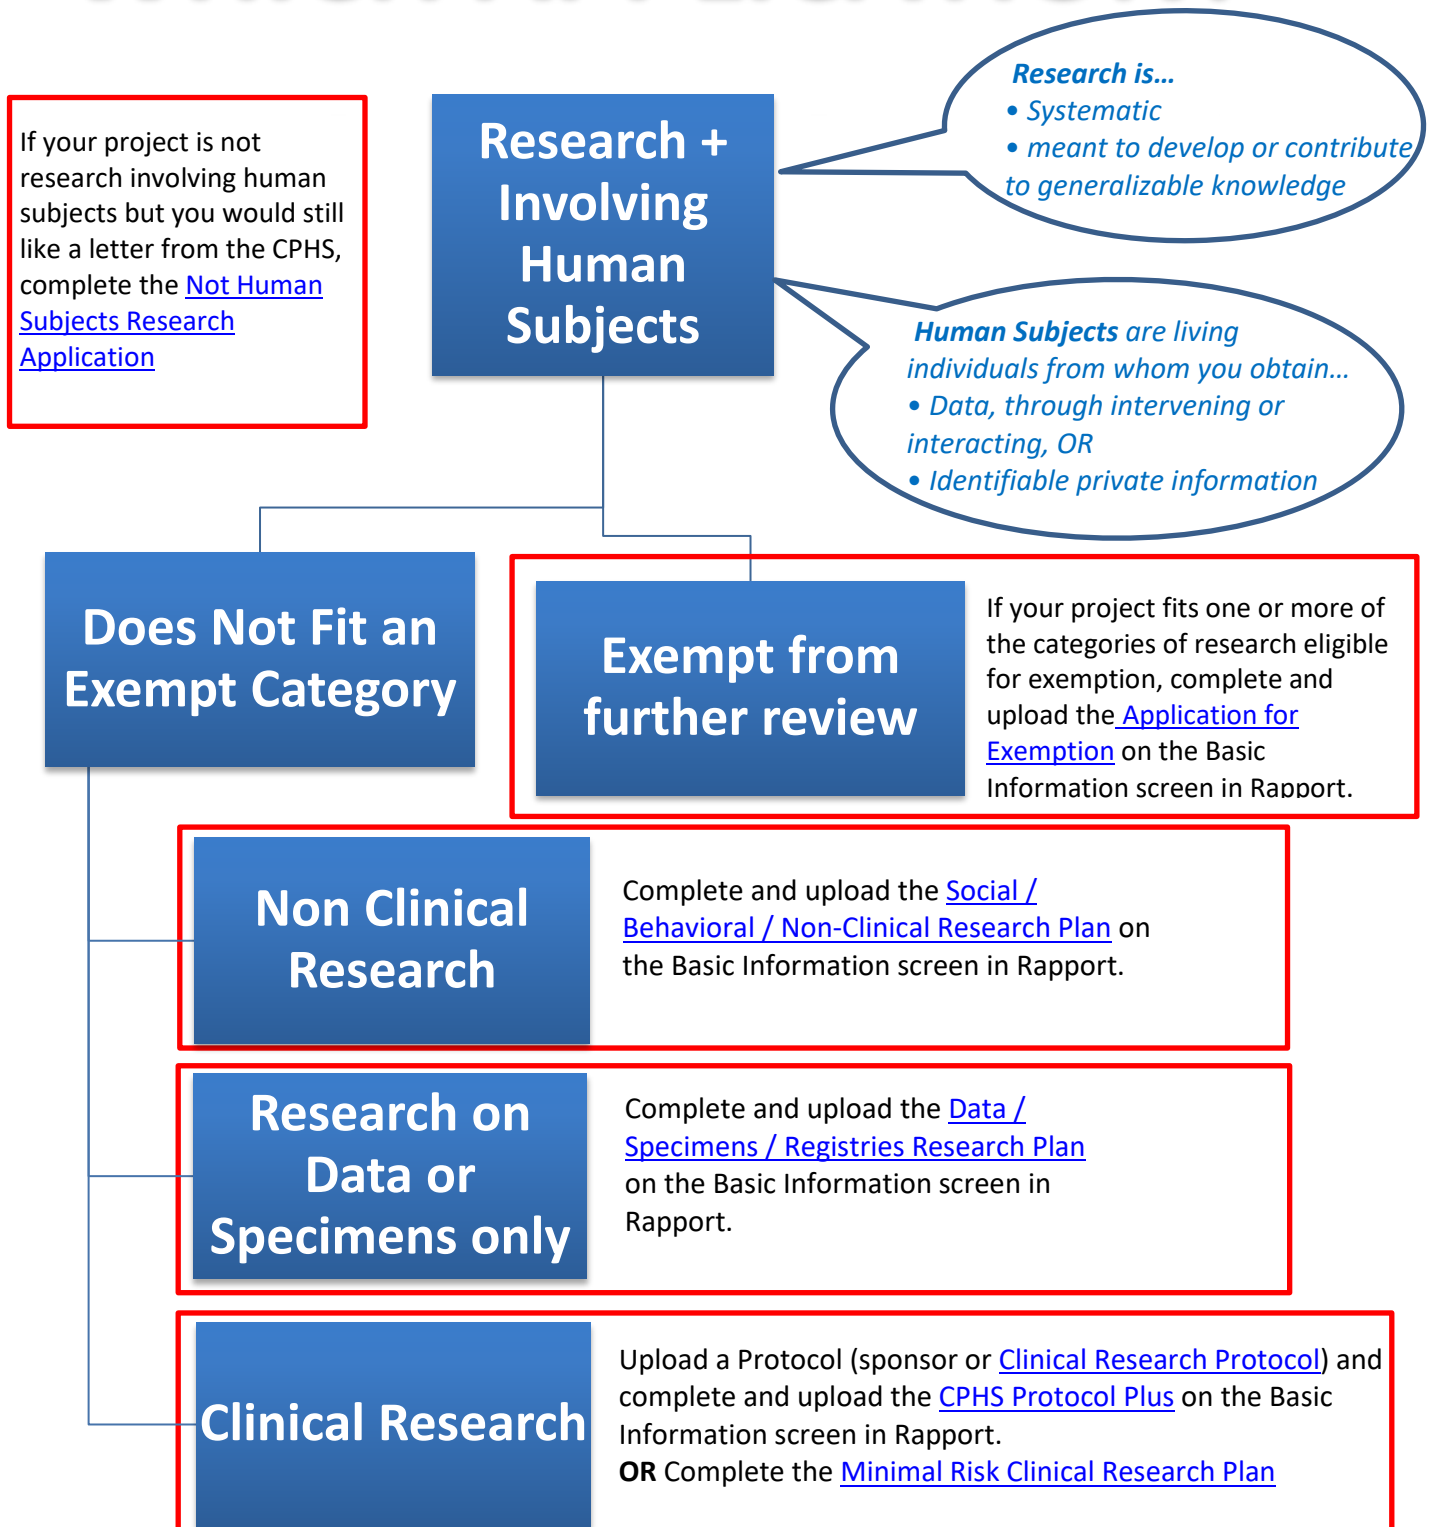 If your project is not
research involving human
subjects but you would still
like a letter from the CPHS,
complete the Not Human
Subjects Research
Application
Research +
Involving
Human
Subjects
Research is…
• Systematic
• meant to develop or contribute
to generalizable knowledge
Human Subjects are living
individuals from whom you obtain…
• Data, through intervening or
interacting, OR
• Identifiable private information
Does Not Fit an
Exempt Category
Exempt from
further review
If your project fits one or more of
the categories of research eligible
for exemption, complete and
upload the Application for
Exemption on the Basic
Information screen in Rapport.
Non Clinical
Research
Complete and upload the Social /
Behavioral / Non-Clinical Research Plan on
the Basic Information screen in Rapport.
Research on
Data or
Specimens only
Complete and upload the Data /
Specimens / Registries Research Plan
on the Basic Information screen in
Rapport.
Clinical Research
Upload a Protocol (sponsor or Clinical Research Protocol) and
complete and upload the CPHS Protocol Plus on the Basic
Information screen in Rapport.
OR Complete the Minimal Risk Clinical Research Plan